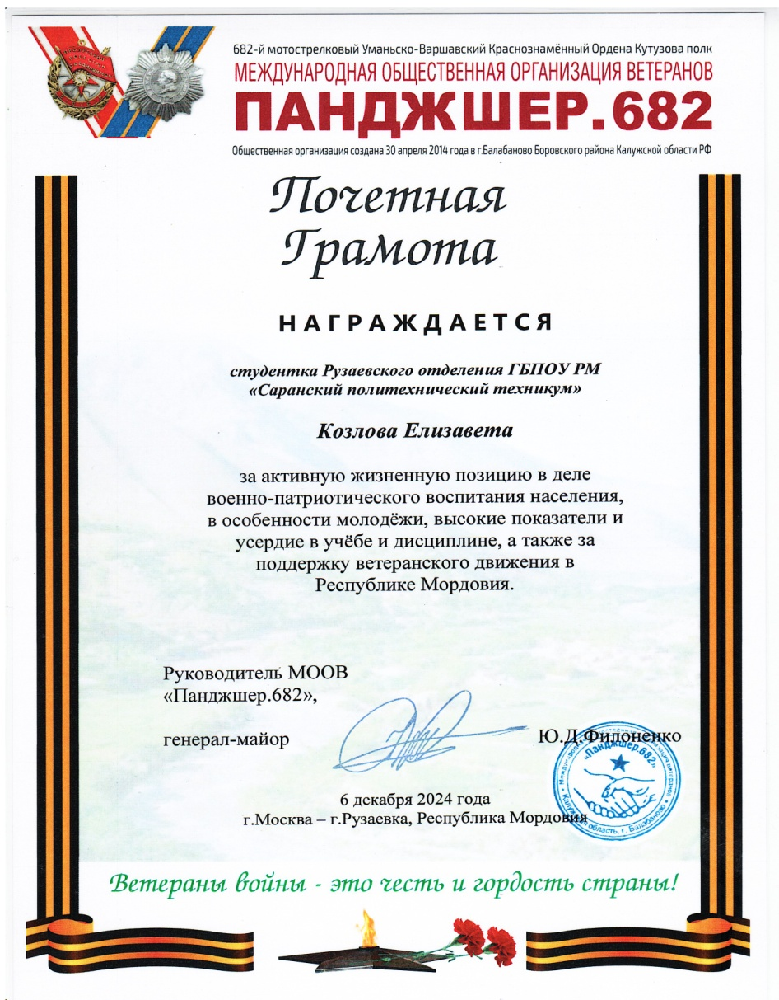 682-й мотострелковый Уманьско-Варшавский Краснознамённый Ордена Кутузова полк
МЕЖДУНАРОДНАЯ ОБЩЕСТВЕННАЯ ОРГАНИЗАЦИЯ ВЕТЕРАНОВ
ПАНДЖШЕР.682
Общественная организация создана 30 апреля 2014 года в г.Балабаново Боровского района Калужской области РФ
Почетная
Грамота
НАГРАЖДАЕТСЯ
студентка Рузаевского отделения ГБПОУ РМ
«Саранский политехнический техникум»
Козлова Елизавета
за активную жизненную позицию в деле
военно-патриотического воспитания населения,
в особенности молодёжи, высокие показатели и
усердие в учёбе и дисциплине, а также за
поддержку ветеранского движения в
Республике Мордовия.
Руководитель МООВ
«Панджшер.682»,
генерал-майор
Ю.Д.Филоненко
«Панджшер.682»
Калужская область, г. Балабаново
6 декабря 2024 года
г.Москва – г.Рузаевка, Республика Мордовия
Ветераны войны - это честь и гордость страны!